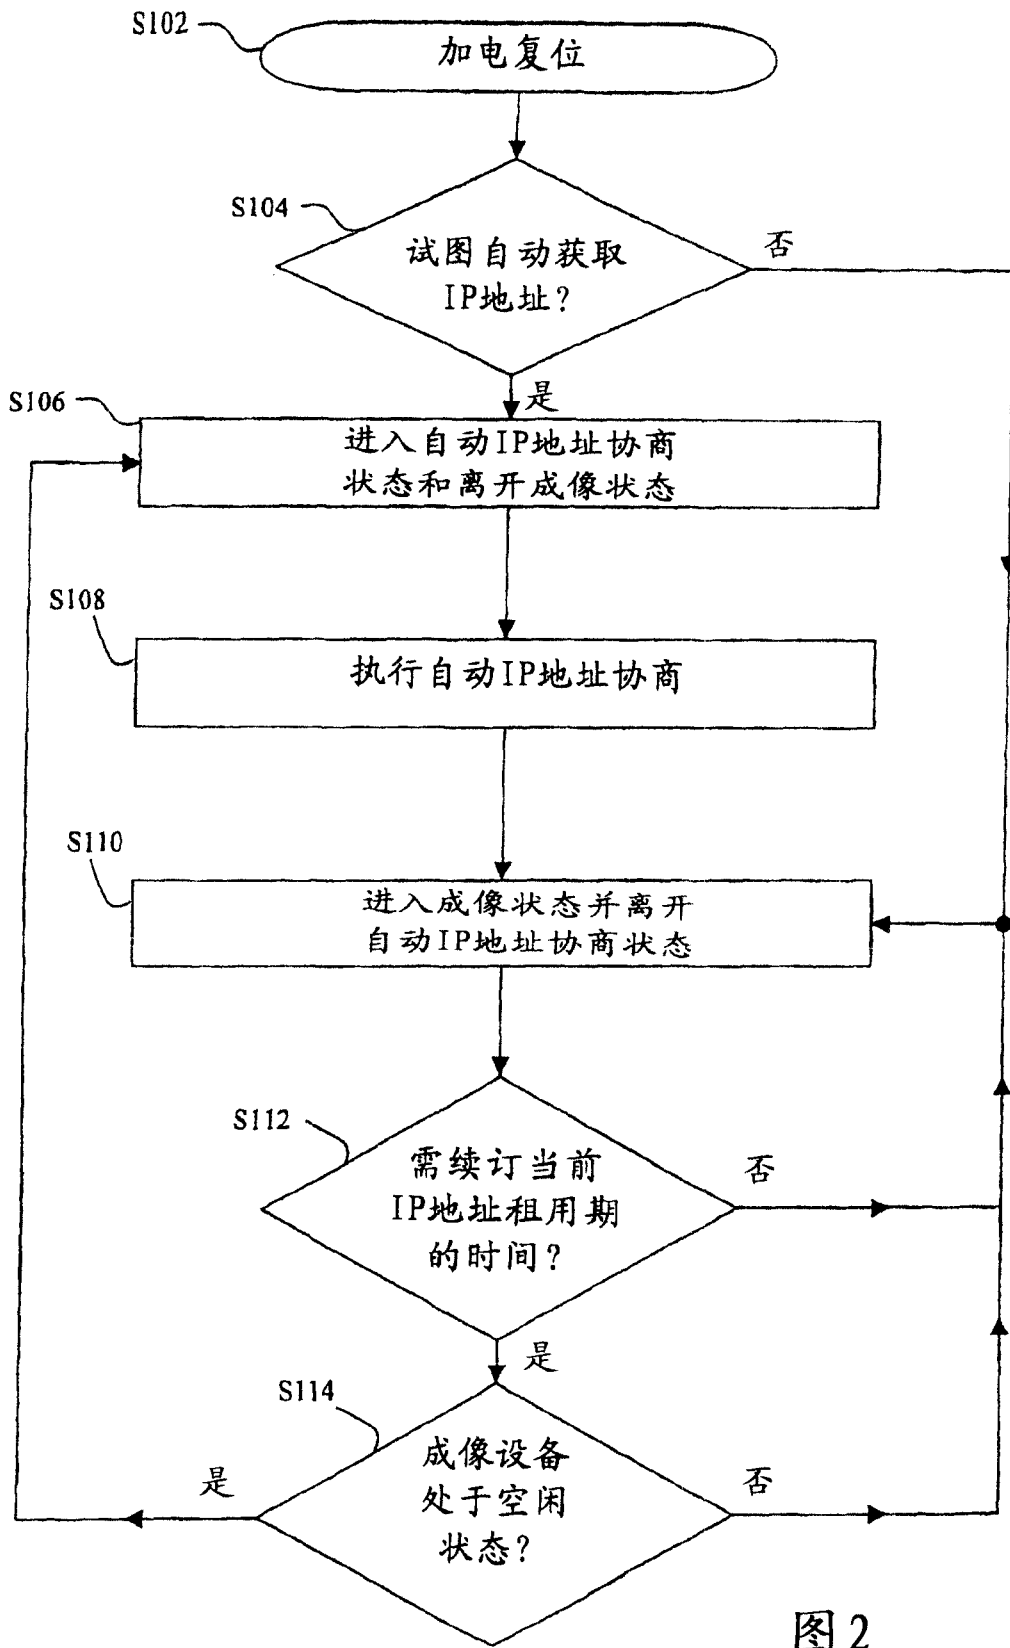 S102
加电复位
S104
试图自动获取
IP地址?
否
是
S106
进入自动IP地址协商
状态和离开成像状态
S108
执行自动IP地址协商
S110
进入成像状态并离开
自动IP地址协商状态
S112
需续订当前
IP地址租用期
的时间?
否
是
S114
成像设备
处于空闲
状态?
是
否
图2